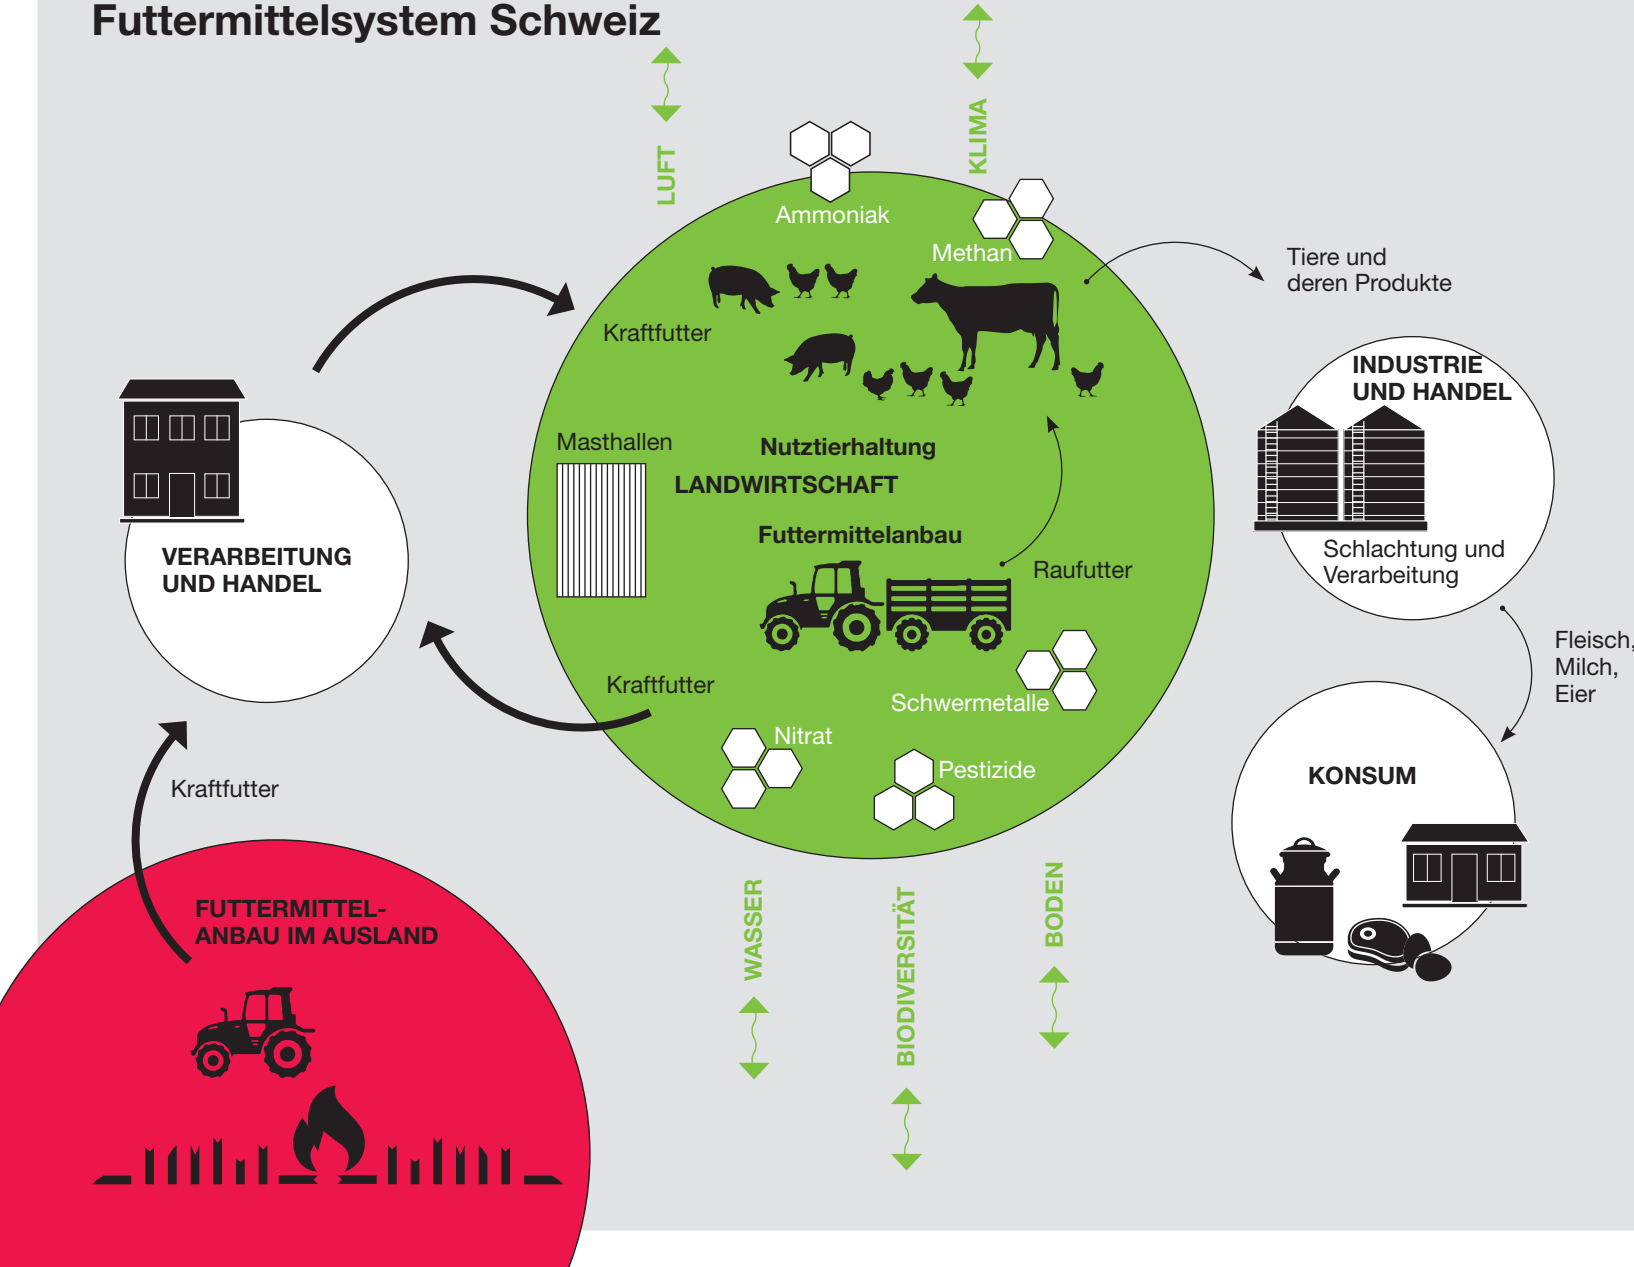 Futtermittelsystem Schweiz
LUFT
KLIMA
Ammoniak
Methan
Kraftfutter
Tiere und
deren Produkte
Masthallen
Nutztierhaltung
LANDWIRTSCHAFT
Futtermittelanbau
Raufutter
Kraftfutter
Schwermetalle
Nitrat
Pestizide
VERARBEITUNG
UND HANDEL
INDUSTRIE
UND HANDEL
Schlachtung und
Verarbeitung
Fleisch,
Milch,
Eier
KONSUM
Kraftfutter
FUTTERMITTEL-
ANBAU IM AUSLAND
WASSER
BIODIVERSITÄT
BODEN